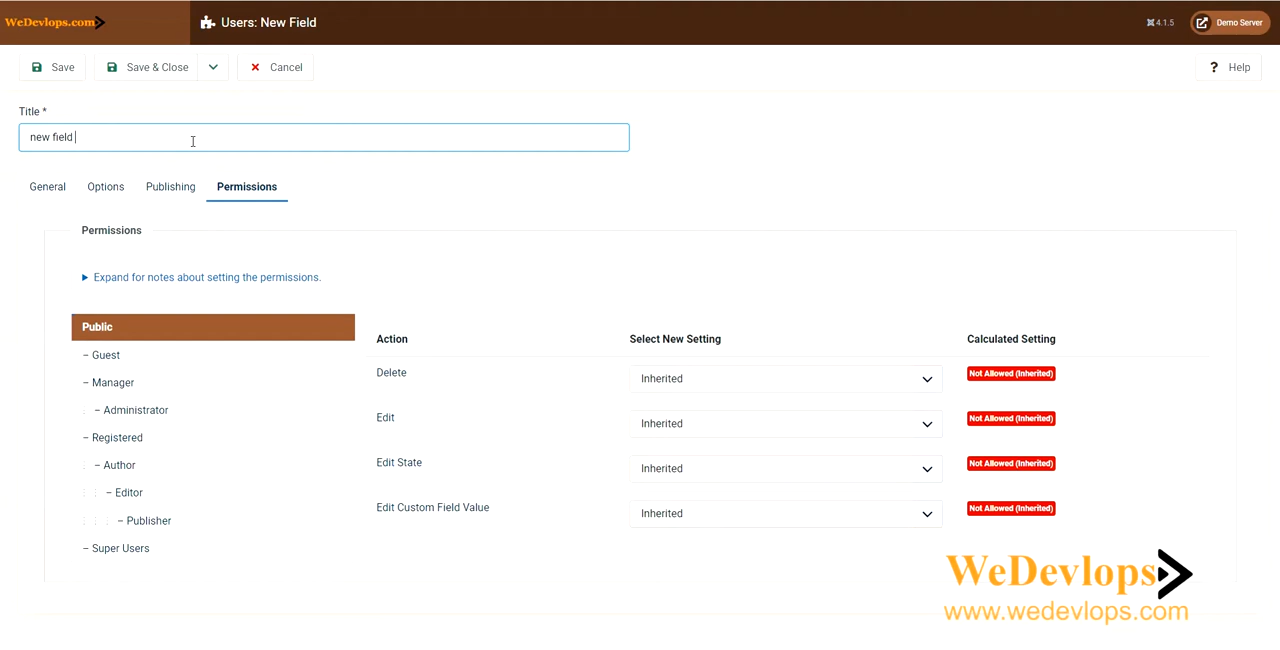 WeDevlops.com
Users: New Field
4.1.5
Demo Server
Save
Save & Close
Cancel
? Help
Title *
new field
General Options Publishing Permissions
Permissions
Expand for notes about setting the permissions.
Public
– Guest
– Manager
– Administrator
– Registered
– Author
– Editor
– Publisher
– Super Users
Action Select New Setting Calculated Setting
Delete Inherited Not Allowed (Inherited)
Edit Inherited Not Allowed (Inherited)
Edit State Inherited Not Allowed (Inherited)
Edit Custom Field Value Inherited Not Allowed (Inherited)
WeDevlops
www.wedevlops.com